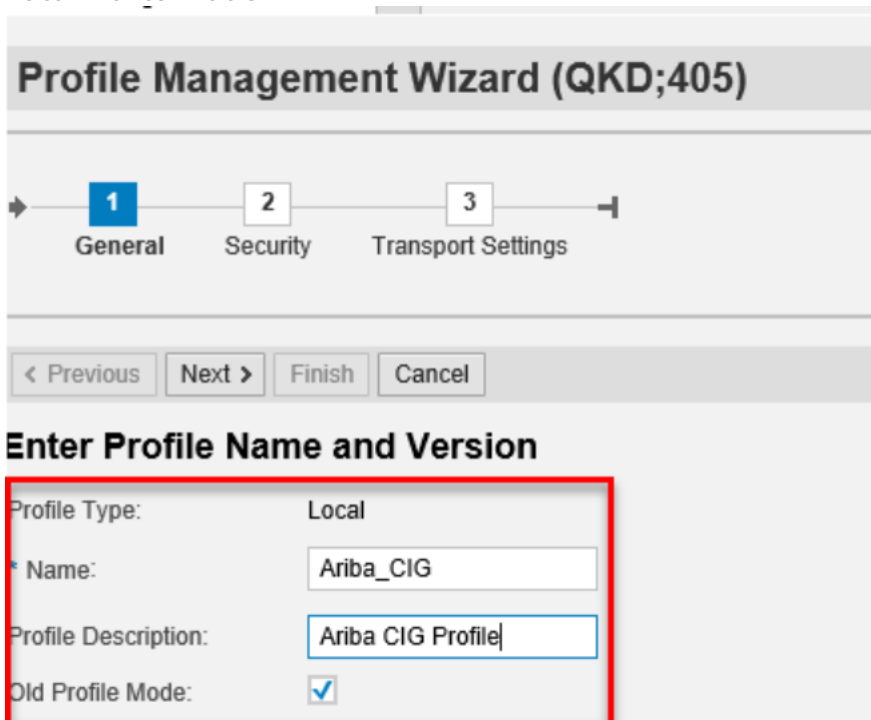 Profile Management Wizard (QKD;405)
1 2 3
General Security Transport Settings
< Previous Next > Finish Cancel
Enter Profile Name and Version
Profile Type: Local
* Name: Ariba_CIG
Profile Description: Ariba CIG Profile
Old Profile Mode: